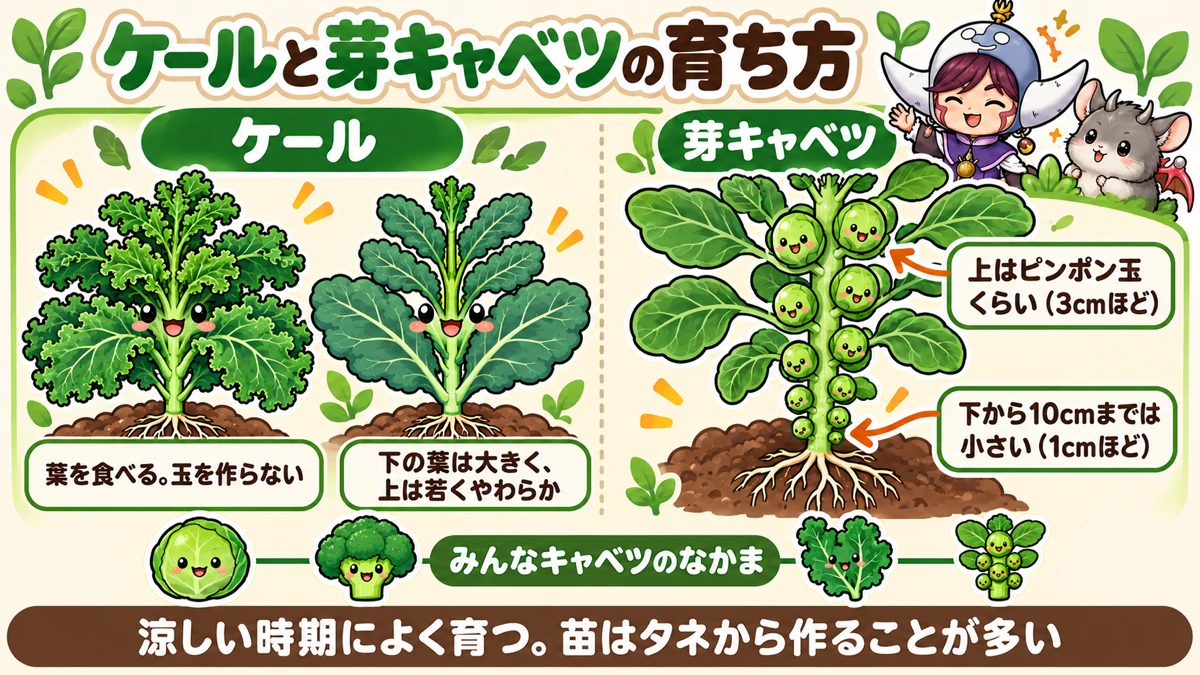 ケールと芽キャベツの育ち方
ケール
芽キャベツ
上はピンポン玉
くらい（3cmほど）
下から10cmまでは
小さい（1cmほど）
葉を食べる。玉を作らない
下の葉は大きく、
上は若くやわらか
みんなキャベツのなかま
涼しい時期によく育つ。苗はタネから作ることが多い